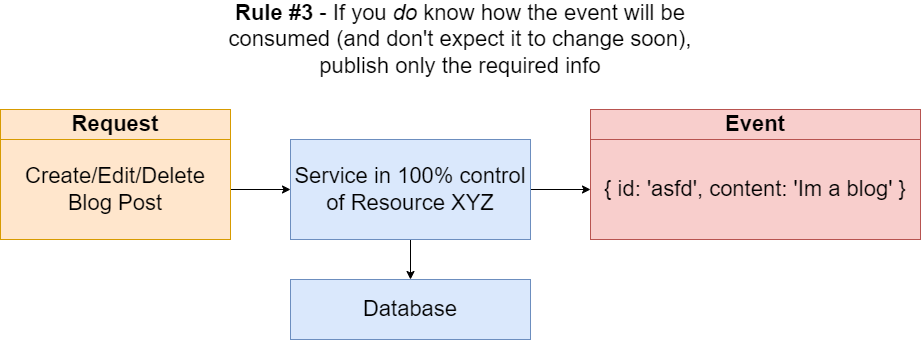 Rule #3 - If you do know how the event will be
consumed (and don't expect it to change soon),
publish only the required info
Request
Create/Edit/Delete
Blog Post
Service in 100% control
of Resource XYZ
Event
{ id: 'asfd', content: 'Im a blog' }
Database